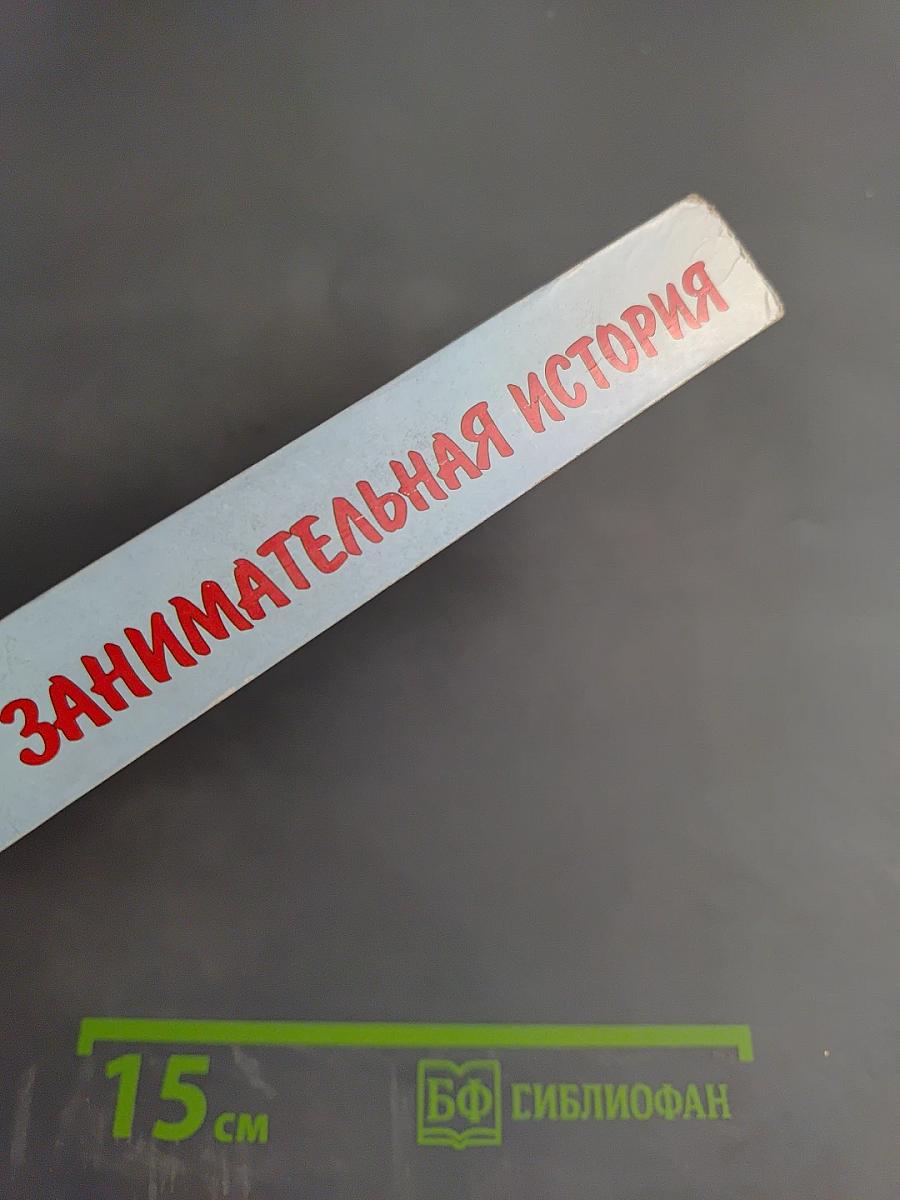 ЗАНИМАТЕЛЬНАЯ ИСТОРИЯ
15 см
БФ БИБЛИОФАН